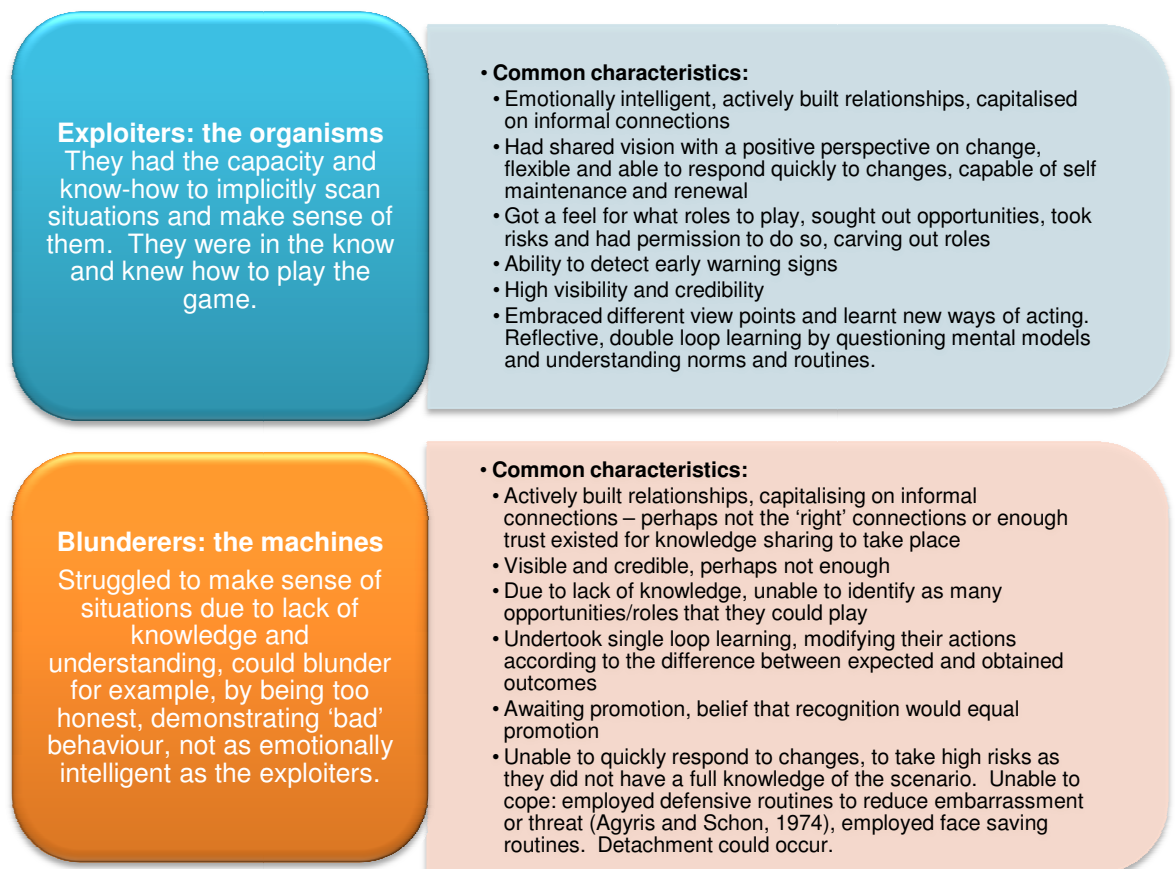 Exploiters: the organisms
They had the capacity and
know-how to implicitly scan
situations and make sense of
them.  They were in the know
and knew how to play the
game.
• Common characteristics:
• Emotionally intelligent, actively built relationships, capitalised
on informal connections
• Had shared vision with a positive perspective on change,
flexible and able to respond quickly to changes, capable of self
maintenance and renewal
• Got a feel for what roles to play, sought out opportunities, took
risks and had permission to do so, carving out roles
• Ability to detect early warning signs
• High visibility and credibility
• Embraced different view points and learnt new ways of acting.
Reflective, double loop learning by questioning mental models
and understanding norms and routines.
Blunderers: the machines
Struggled to make sense of
situations due to lack of
knowledge and
understanding, could blunder
for example, by being too
honest, demonstrating ‘bad’
behaviour, not as emotionally
intelligent as the exploiters.
• Common characteristics:
• Actively built relationships, capitalising on informal
connections – perhaps not the ‘right’ connections or enough
trust existed for knowledge sharing to take place
• Visible and credible, perhaps not enough
• Due to lack of knowledge, unable to identify as many
opportunities/roles that they could play
• Undertook single loop learning, modifying their actions
according to the difference between expected and obtained
outcomes
• Awaiting promotion, belief that recognition would equal
promotion
• Unable to quickly respond to changes, to take high risks as
they did not have a full knowledge of the scenario.  Unable to
cope: employed defensive routines to reduce embarrassment
or threat (Agyris and Schon, 1974), employed face saving
routines.  Detachment could occur.